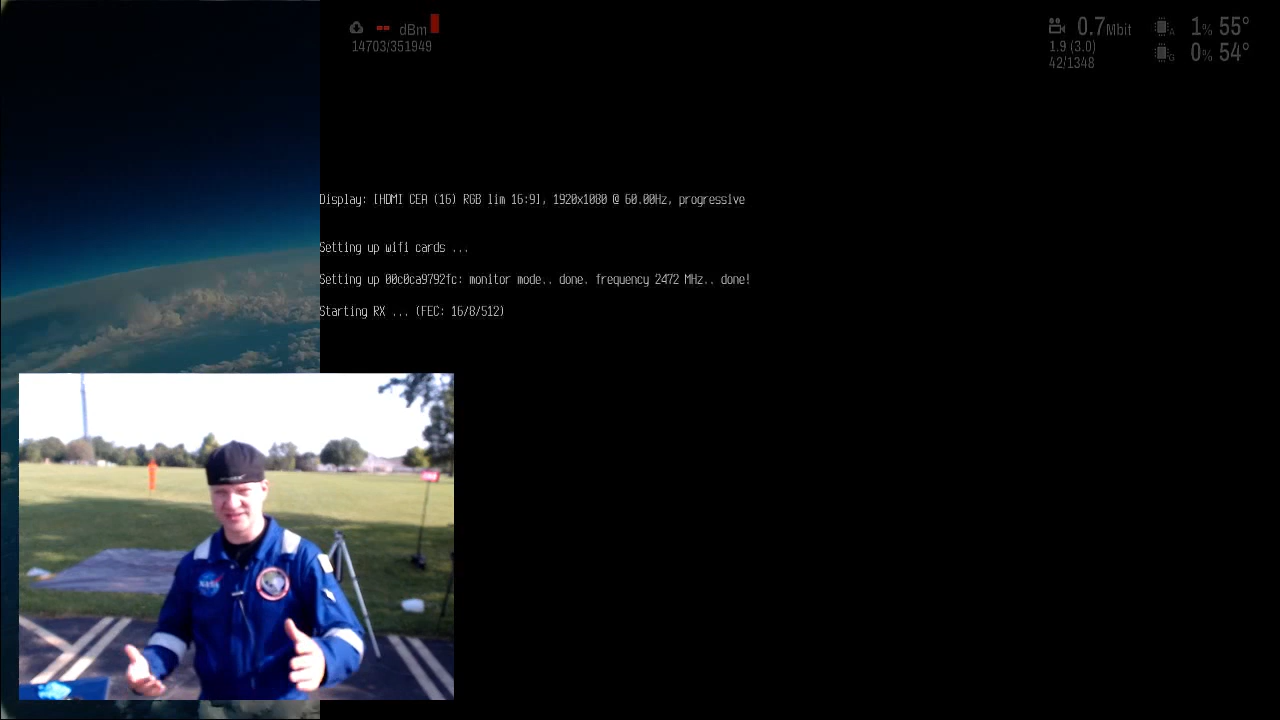 -- dBm
14703/351949
0.7Mbit
1.9 (3.0)
42/1348
A 1% 55°
G 0% 54°
Display: [HDMI CEA (16) RGB lim 16:9], 1920x1080 @ 60.00Hz, progressive
Setting up wifi cards ...
Setting up 00c0ca9792fc: monitor mode.. done. frequency 2472 MHz.. done!
Starting RX ... (FEC: 16/8/512)
NASA